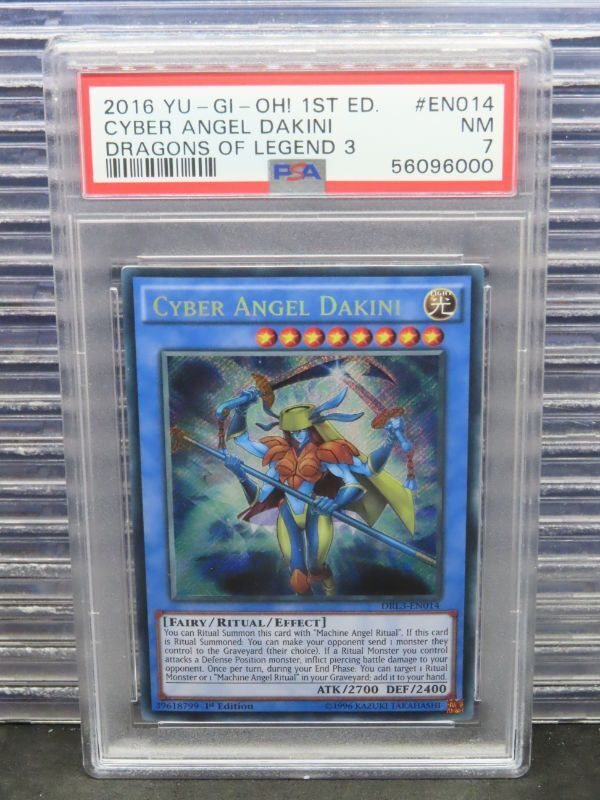 2016 YU-GI-OH! 1ST ED. #EN014
CYBER ANGEL DAKINI NM
DRAGONS OF LEGEND 3 7
PSA 56096000
CYBER ANGEL DAKINI
LIGHT
光
DRL3-EN014
[FAIRY/RITUAL/EFFECT]
You can Ritual Summon this card with "Machine Angel Ritual". If this card
is Ritual Summoned: You can make your opponent send 1 monster they
control to the Graveyard (their choice). If a Ritual Monster you control
attacks a Defense Position monster, inflict piercing battle damage to your
opponent. Once per turn, during your End Phase: You can target 1 Ritual
Monster or 1 "Machine Angel Ritual" in your Graveyard; add it to your hand.
ATK/2700 DEF/2400
39618799 1st Edition ©1996 KAZUKI TAKAHASHI